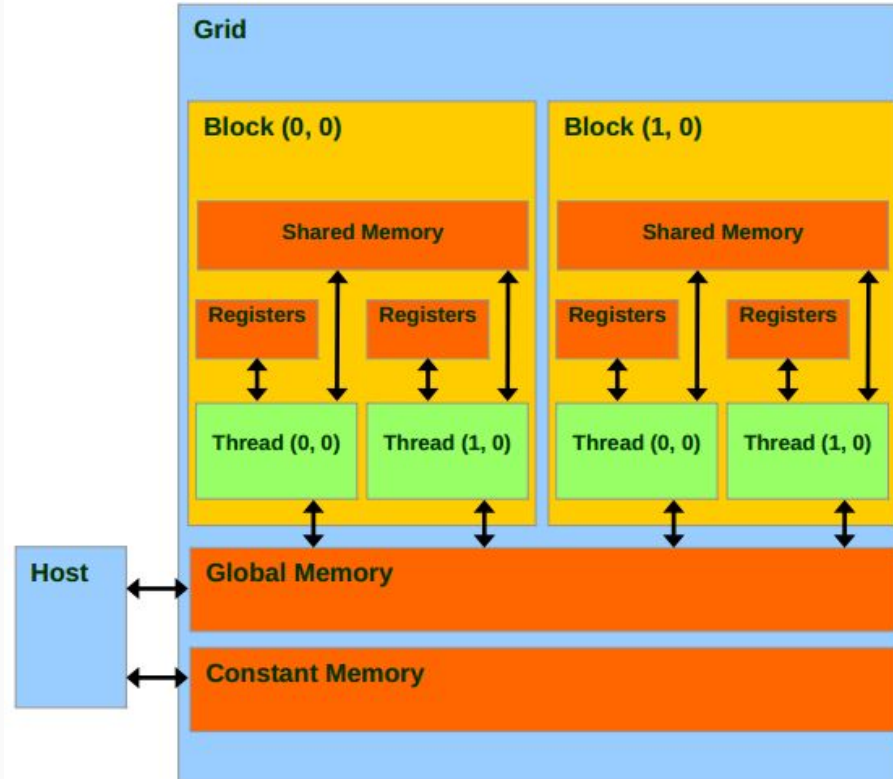 Grid
Block (0, 0)
Block (1, 0)
Shared Memory
Shared Memory
Registers
Registers
Registers
Registers
Thread (0, 0)
Thread (1, 0)
Thread (0, 0)
Thread (1, 0)
Host
Global Memory
Constant Memory